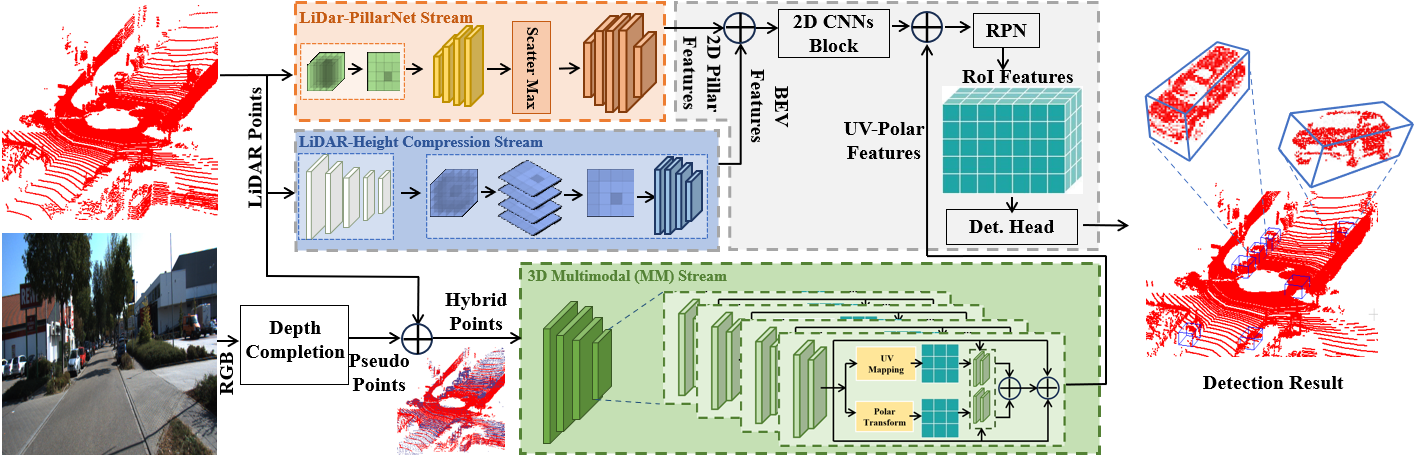 LiDar-PillarNet Stream
Scatter Max
2D Pillar
Features
2D CNNs
Block
RPN
RoI Features
LiDAR Points
LiDAR-Height Compression Stream
BEV
Features
UV-Polar
Features
Det. Head
3D Multimodal (MM) Stream
RGB
Depth
Completion
Pseudo
Points
Hybrid
Points
UV
Mapping
Polar
Transform
Detection Result